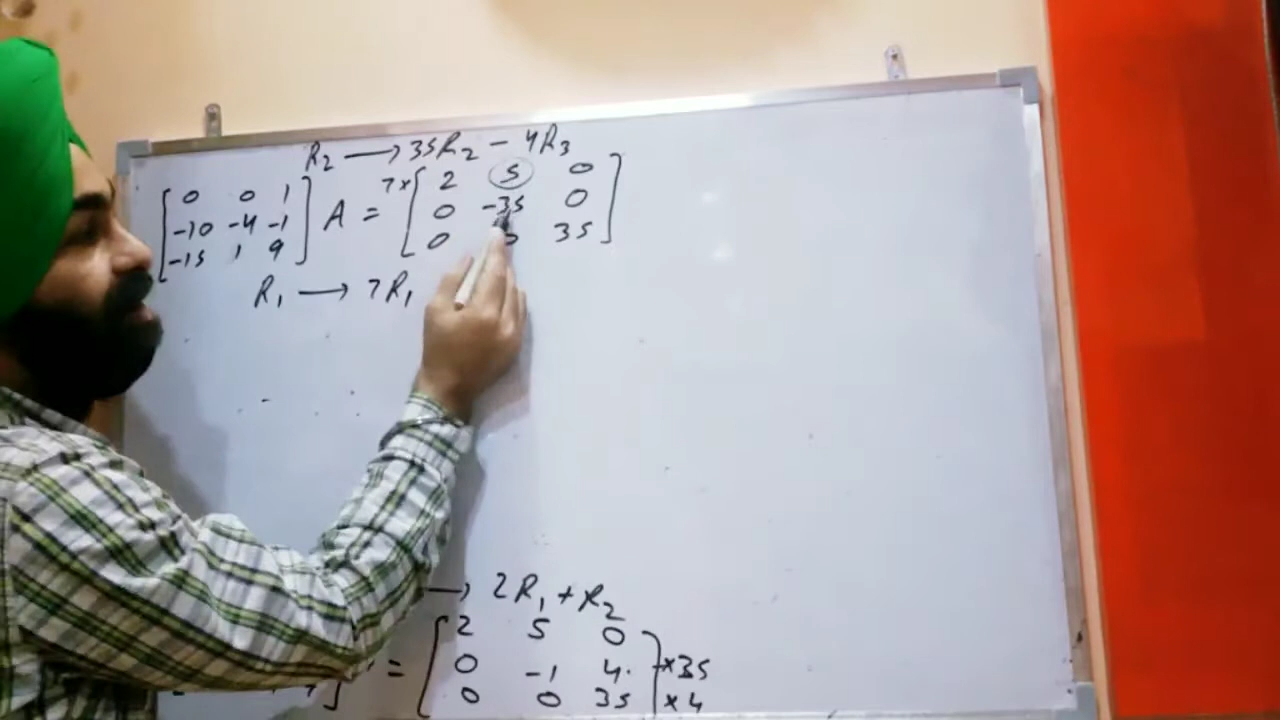 R₂ ⟶ 35R₂ - 4R₃
[0 0 1] 7× [2 5 0]
[-10 -4 -1] A = [0 -35 0]
[-15 1 9] [0 0 35]
R₁ ⟶ 7R₁
⟶ 2R₁ + R₂
[2 5 0]
= [0 -1 4.] ×35
[0 0 35] ×4